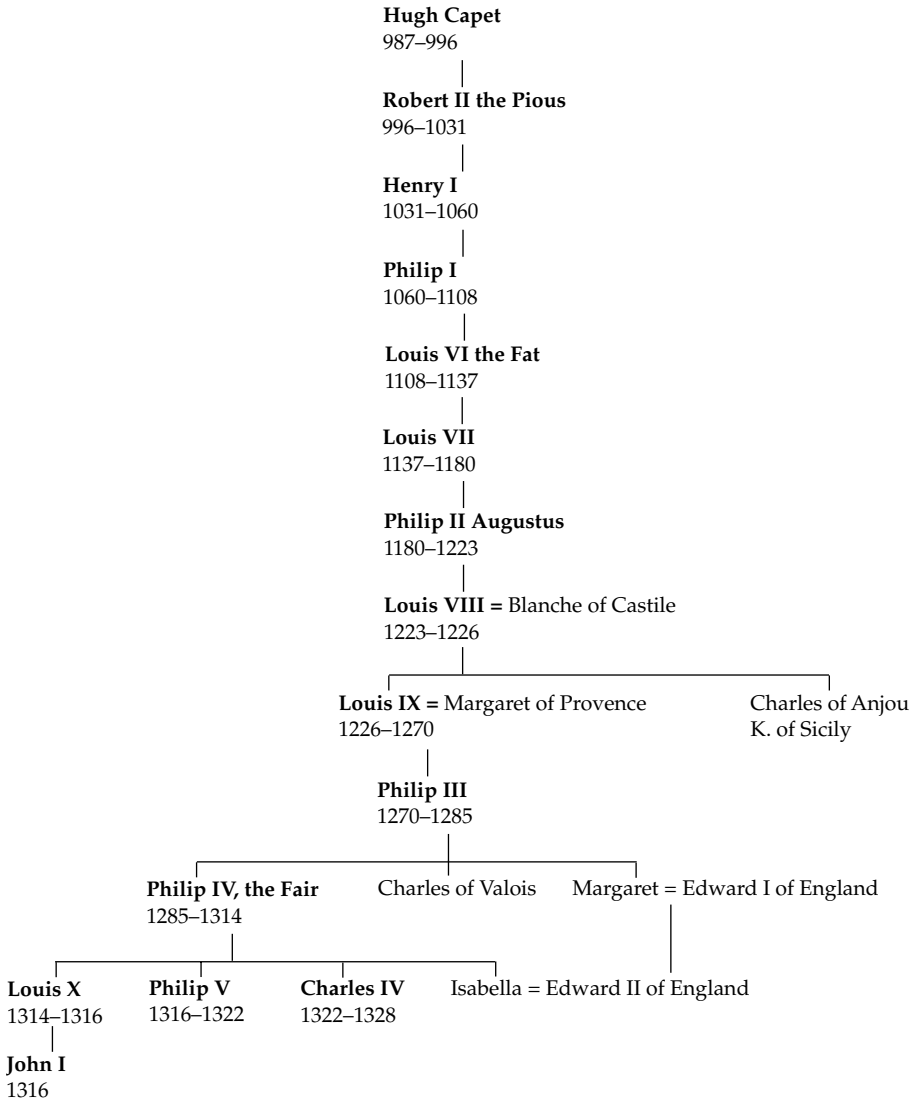 Hugh Capet
987–996
Robert II the Pious
996–1031
Henry I
1031–1060
Philip I
1060–1108
Louis VI the Fat
1108–1137
Louis VII
1137–1180
Philip II Augustus
1180–1223
Louis VIII = Blanche of Castile
1223–1226
Louis IX = Margaret of Provence
1226–1270
Charles of Anjou
K. of Sicily
Philip III
1270–1285
Philip IV, the Fair
1285–1314
Charles of Valois
Margaret = Edward I of England
Louis X
1314–1316
Philip V
1316–1322
Charles IV
1322–1328
Isabella = Edward II of England
John I
1316